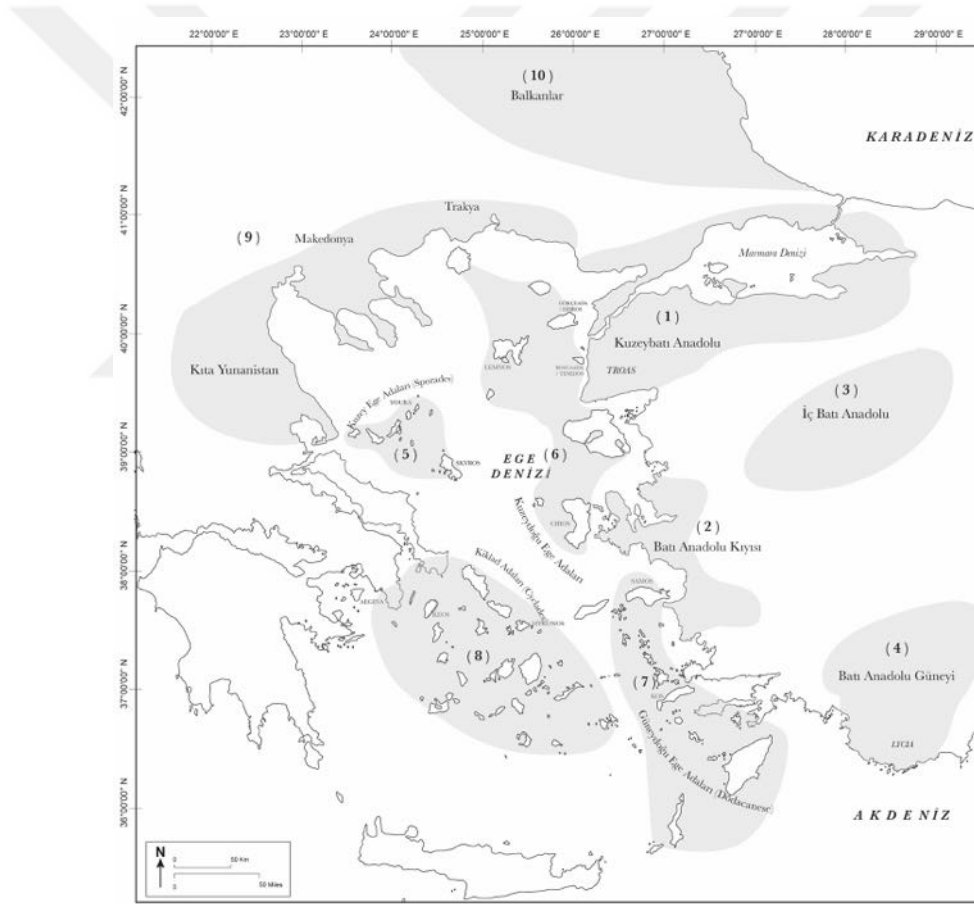 22°00'00" E 23°00'00" E 24°00'00" E 25°00'00" E 26°00'00" E 27°00'00" E 28°00'00" E 29°00'00" E
42°00'00" N
41°00'00" N
40°00'00" N
39°00'00" N
38°00'00" N
37°00'00" N
36°00'00" N
(10)
Balkanlar
KARADENİZ
Trakya
(9)
Makedonya
Marmara Denizi
(1)
Kuzeybatı Anadolu
TROAS
LEMNOS
Kıta Yunanistan
Kuzey Ege Adaları (Sporades)
(3)
İç Batı Anadolu
(5)
SKYROS
EGE
DENİZİ
(6)
Kuzeydoğu Ege Adaları
CHIOS
(2)
Batı Anadolu Kıyısı
Kiklad Adaları (Cyclades)
SAMOS
AEGINA
KEOS
MYKONOS
(8)
(7)
KOS
(4)
Batı Anadolu Güneyi
LYCIA
Güneydoğu Ege Adaları (Dodacanese)
AKDENİZ
N
0 50 Km
0 50 Miles